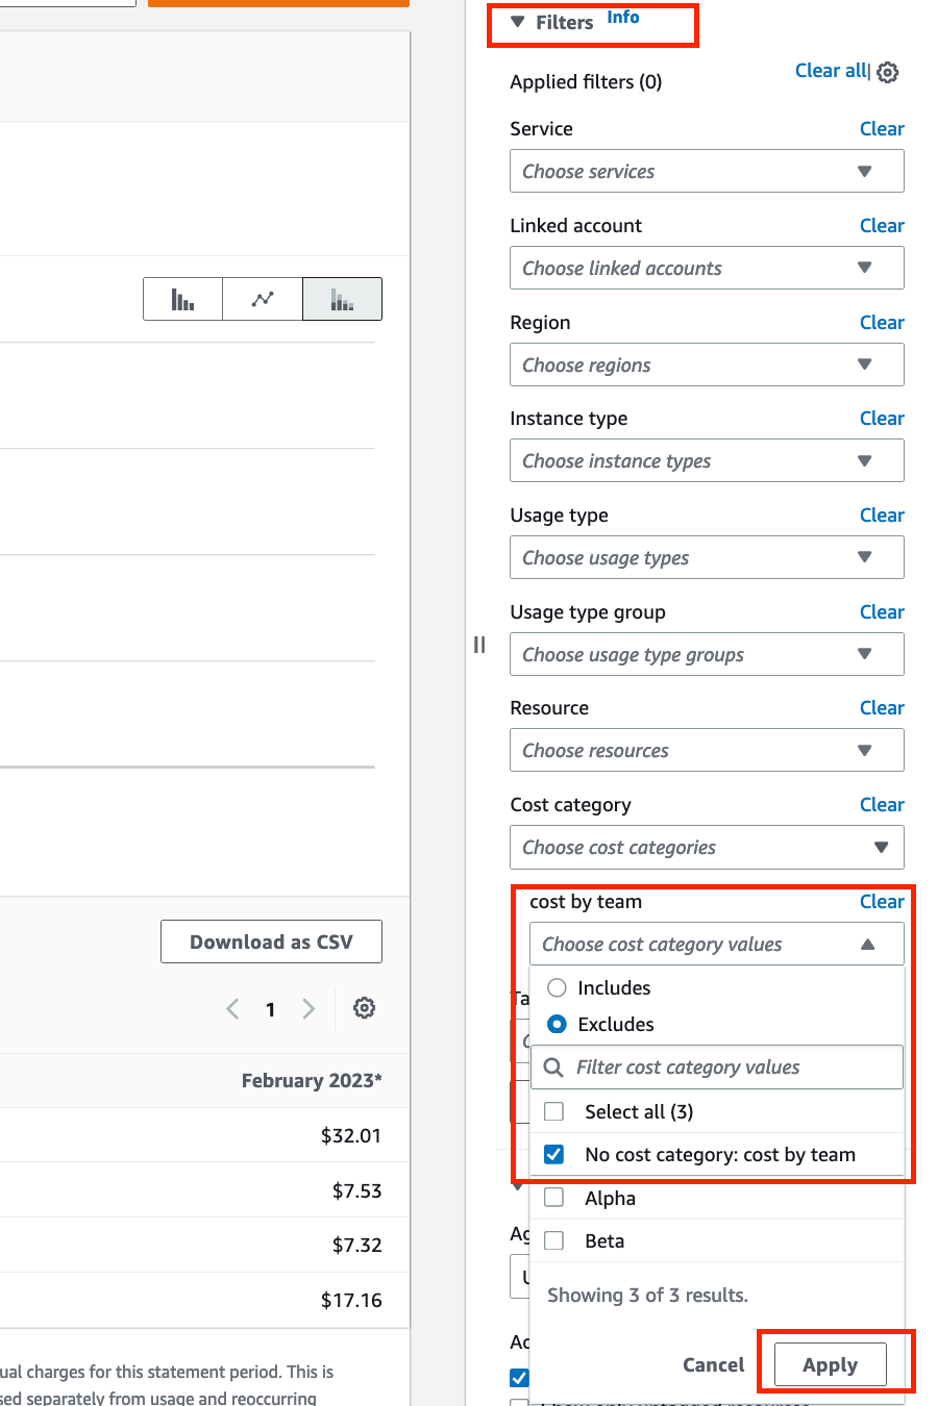 Filters Info
Applied filters (0)
Clear all|
Service
Clear
Choose services
Linked account
Clear
Choose linked accounts
Region
Clear
Choose regions
Instance type
Clear
Choose instance types
Usage type
Clear
Choose usage types
Usage type group
Clear
Choose usage type groups
Resource
Clear
Choose resources
Cost category
Clear
Choose cost categories
cost by team
Clear
Choose cost category values
Includes
Excludes
Filter cost category values
Select all (3)
No cost category: cost by team
Alpha
Beta
Showing 3 of 3 results.
Cancel
Apply
Download as CSV
1
February 2023*
$32.01
$7.53
$7.32
$17.16
ual charges for this statement period. This is
sed separately from usage and reoccurring